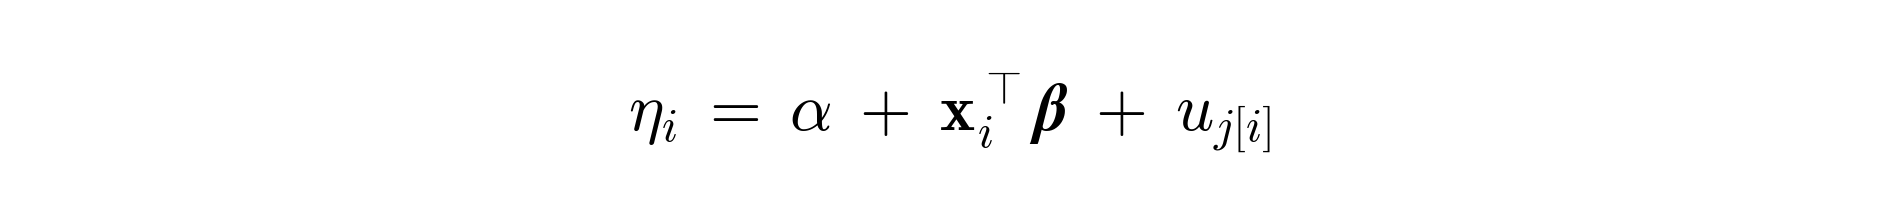 η_i = α + 𝐱_i^⊤ 𝜷 + u_{j[i]}